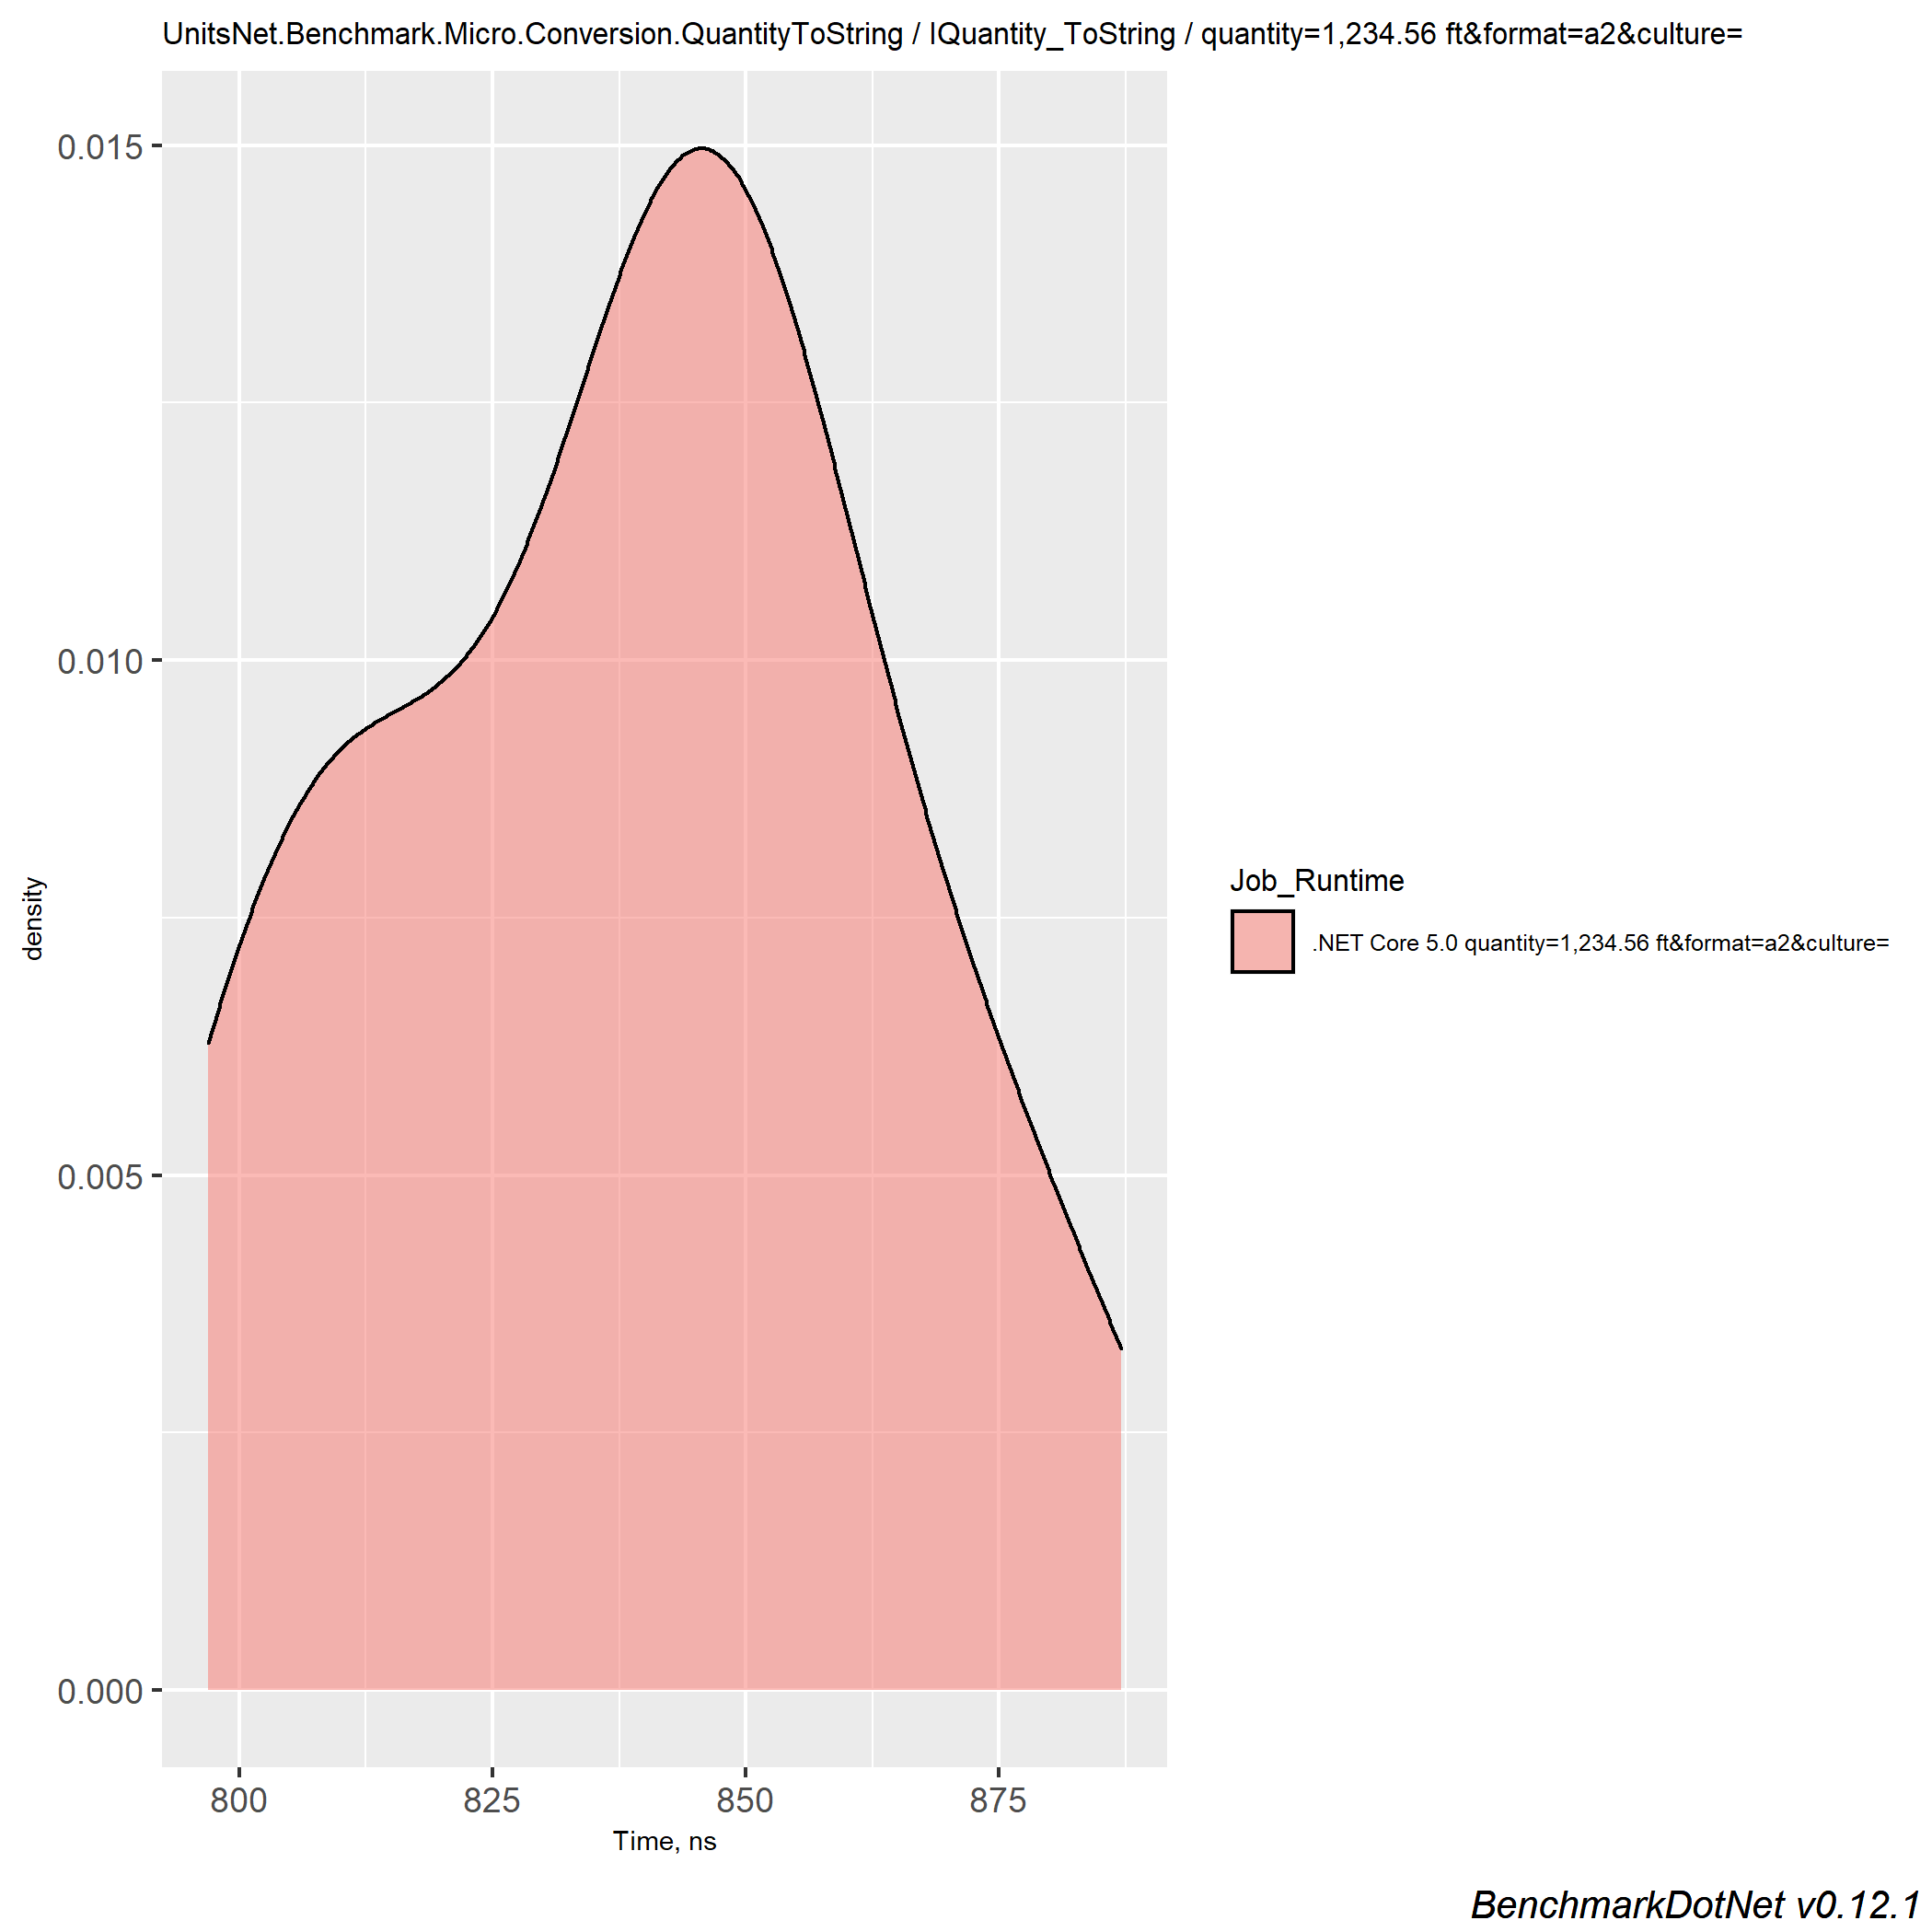 UnitsNet.Benchmark.Micro.Conversion.QuantityToString / IQuantity_ToString / quantity=1,234.56 ft&format=a2&culture=
0.015
0.010
0.005
0.000
density
800 825 850 875
Time, ns
Job_Runtime
.NET Core 5.0 quantity=1,234.56 ft&format=a2&culture=
BenchmarkDotNet v0.12.1